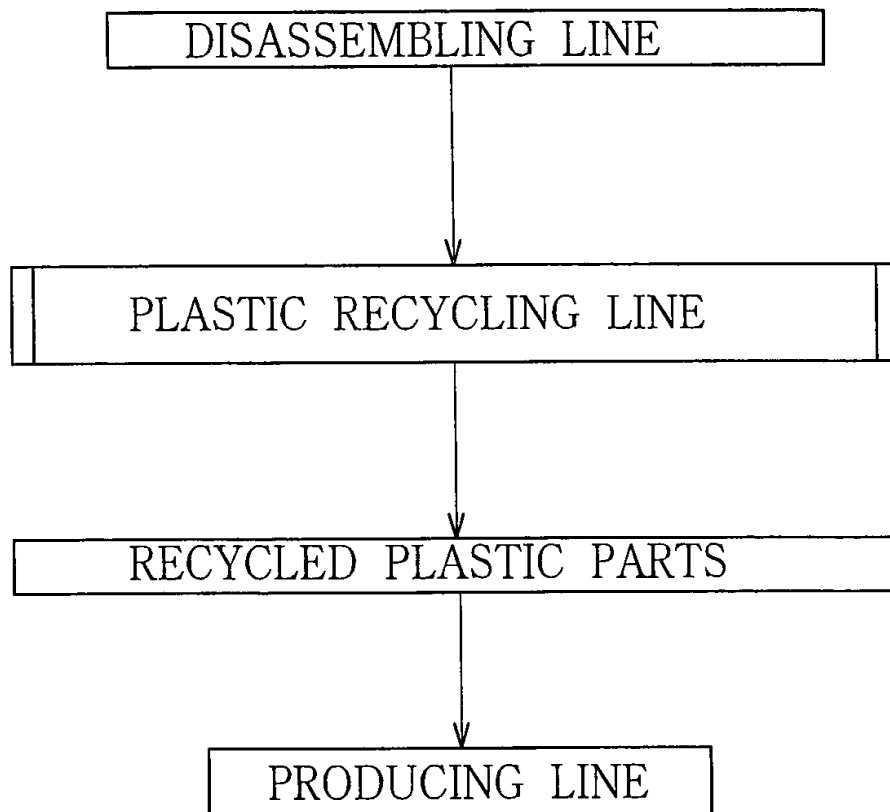 DISASSEMBLING LINE
PLASTIC RECYCLING LINE
RECYCLED PLASTIC PARTS
PRODUCING LINE